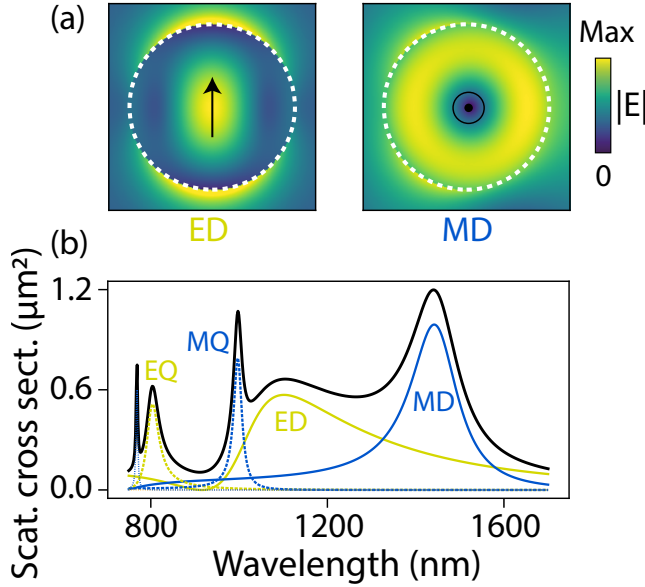 (a)
Max
|E|
0
ED
MD
(b)
Scat. cross sect. (μm²)
1.2
0.6
0.0
EQ
MQ
ED
MD
800
1200
1600
Wavelength (nm)